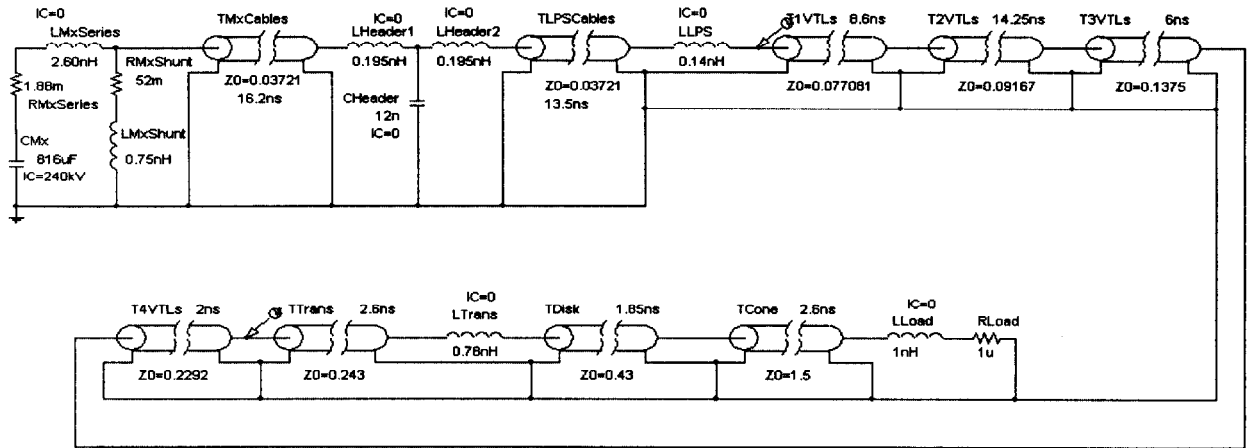 IC=0
LMxSeries
2.60nH
1.88m
RMxSeries
CMx
816uF
IC=240kV
RMxShunt
52m
LMxShunt
0.75nH
TMxCables
Z0=0.03721
16.2ns
IC=0
LHeader1
0.195nH
IC=0
LHeader2
0.195nH
CHeader
12n
IC=0
TLPSCables
Z0=0.03721
13.5ns
IC=0
LLPS
0.14nH
T1VTLs 8.6ns
Z0=0.077081
T2VTLs 14.25ns
Z0=0.09167
T3VTLs 6ns
Z0=0.1375
T4VTLs 2ns
Z0=0.2292
TTrans 2.6ns
Z0=0.243
IC=0
LTrans
0.78nH
TDisk 1.85ns
Z0=0.43
TCone 2.6ns
Z0=1.5
IC=0
LLoad
1nH
RLoad
1u